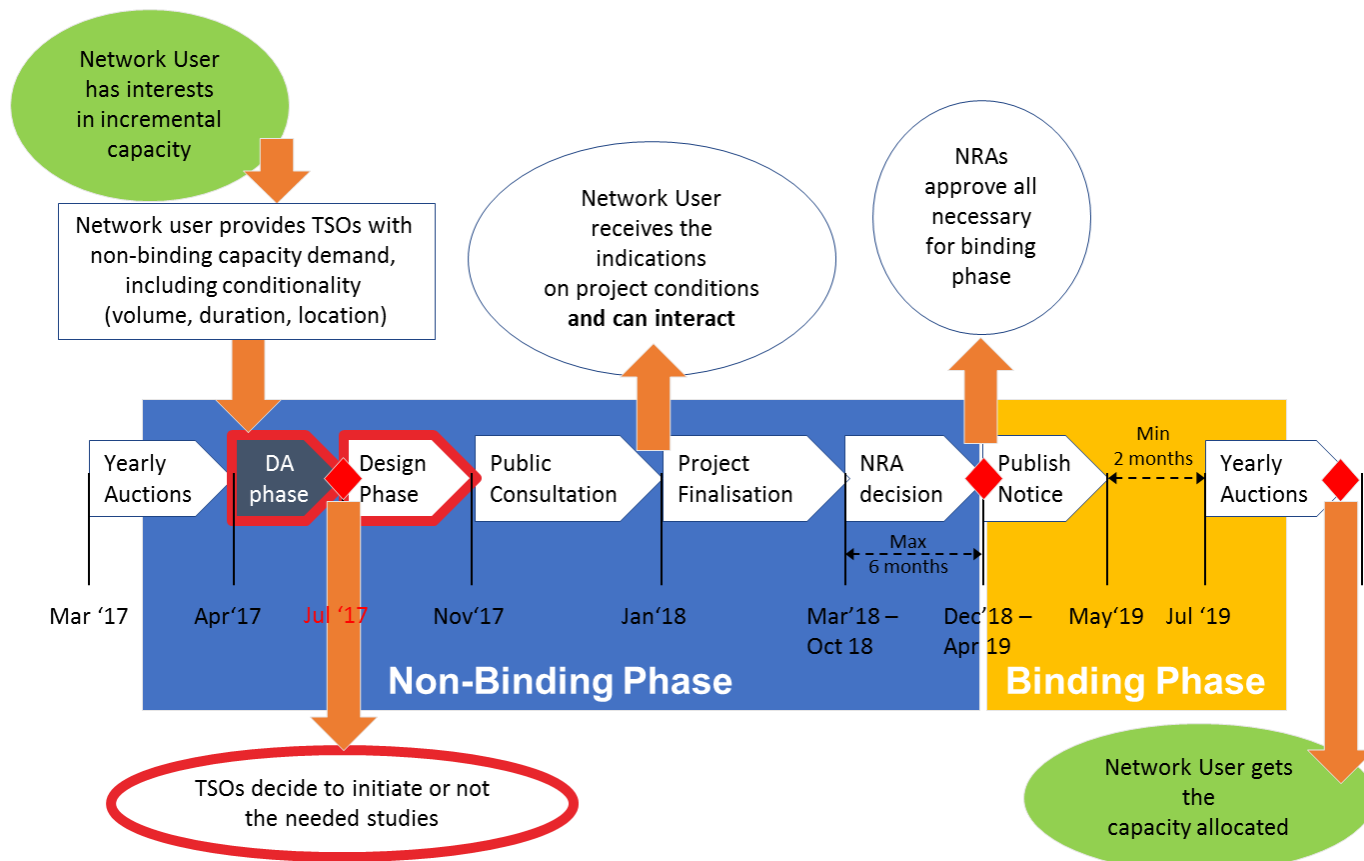 Network User
has interests
in incremental
capacity
Network user provides TSOs with
non-binding capacity demand,
including conditionality
(volume, duration, location)
Network User
receives the
indications
on project conditions
and can interact
NRAs
approve all
necessary
for binding
phase
Yearly
Auctions
DA
phase
Design
Phase
Public
Consultation
Project
Finalisation
NRA
decision
Publish
Notice
Min
2 months
Yearly
Auctions
Max
6 months
Mar ‘17
Apr‘17
Jul ‘17
Nov‘17
Jan‘18
Mar’18 –
Oct 18
Dec’18 –
Apr 19
May‘19
Jul ‘19
Non-Binding Phase
Binding Phase
TSOs decide to initiate or not
the needed studies
Network User gets
the
capacity allocated